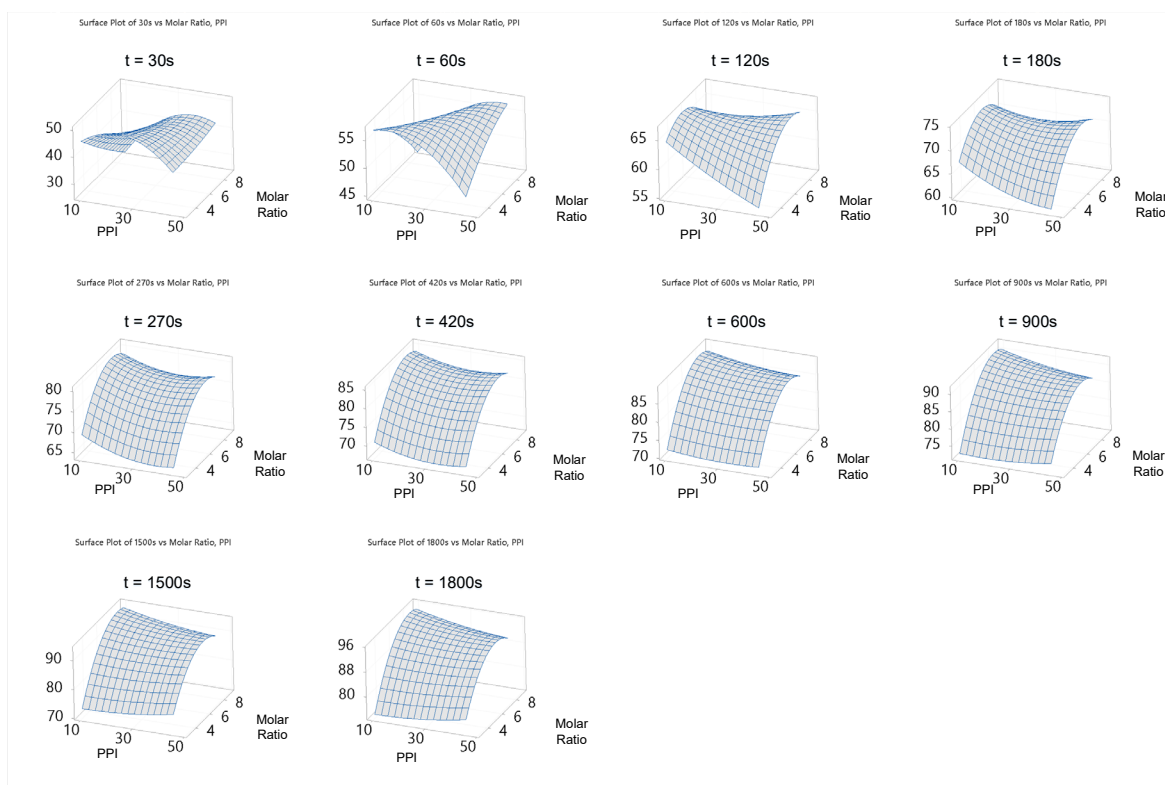 Surface Plot of 30s vs Molar Ratio, PPI
t = 30s
50
40
30
10
30
50
PPI
4
6
8
Molar
Ratio
Surface Plot of 60s vs Molar Ratio, PPI
t = 60s
55
50
45
10
30
50
PPI
4
6
8
Molar
Ratio
Surface Plot of 120s vs Molar Ratio, PPI
t = 120s
65
60
55
10
30
50
PPI
4
6
8
Molar
Ratio
Surface Plot of 180s vs Molar Ratio, PPI
t = 180s
75
70
65
60
10
30
50
PPI
4
6
8
Molar
Ratio
Surface Plot of 270s vs Molar Ratio, PPI
t = 270s
80
75
70
65
10
30
50
PPI
4
6
8
Molar
Ratio
Surface Plot of 420s vs Molar Ratio, PPI
t = 420s
85
80
75
70
10
30
50
PPI
4
6
8
Molar
Ratio
Surface Plot of 600s vs Molar Ratio, PPI
t = 600s
85
80
75
70
10
30
50
PPI
4
6
8
Molar
Ratio
Surface Plot of 900s vs Molar Ratio, PPI
t = 900s
90
85
80
75
10
30
50
PPI
4
6
8
Molar
Ratio
Surface Plot of 1500s vs Molar Ratio, PPI
t = 1500s
90
80
70
10
30
50
PPI
4
6
8
Molar
Ratio
Surface Plot of 1800s vs Molar Ratio, PPI
t = 1800s
96
88
80
10
30
50
PPI
4
6
8
Molar
Ratio